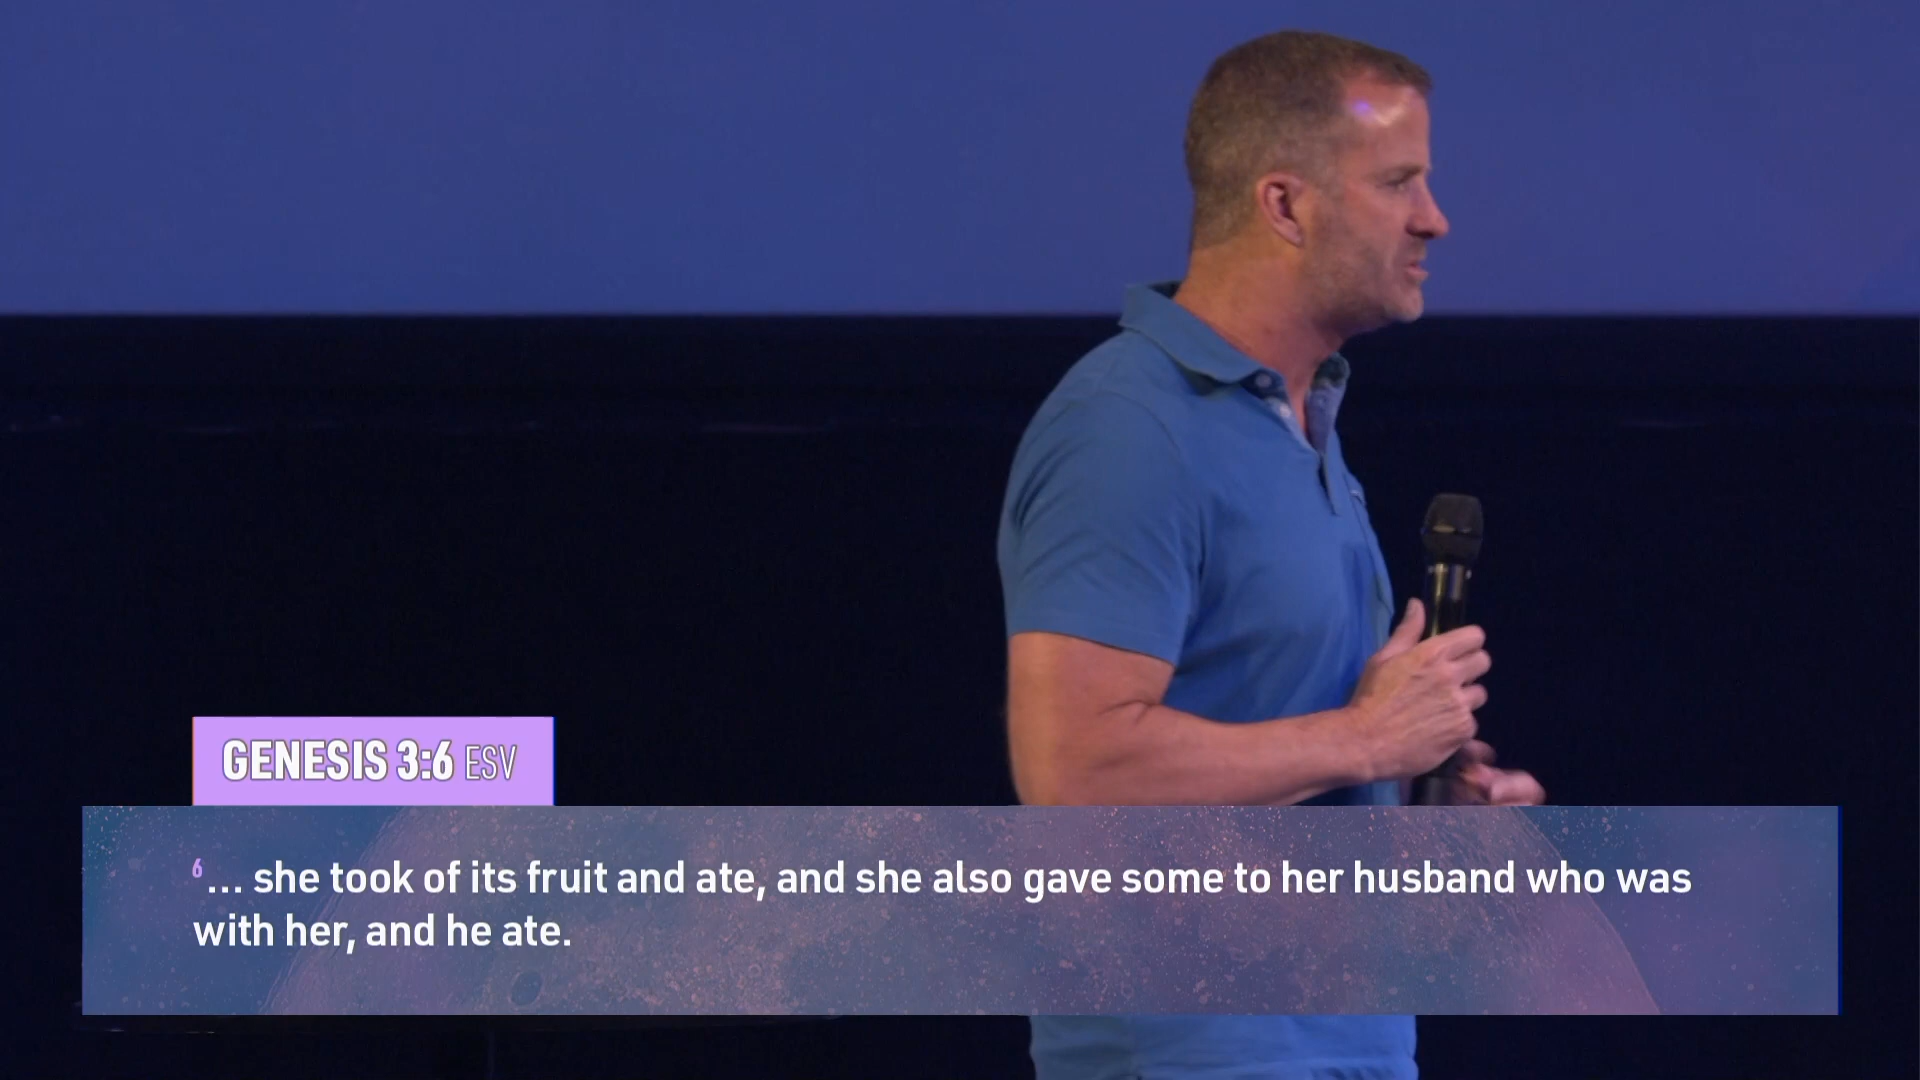 GENESIS 3:6 ESV
6... she took of its fruit and ate, and she also gave some to her husband who was
with her, and he ate.